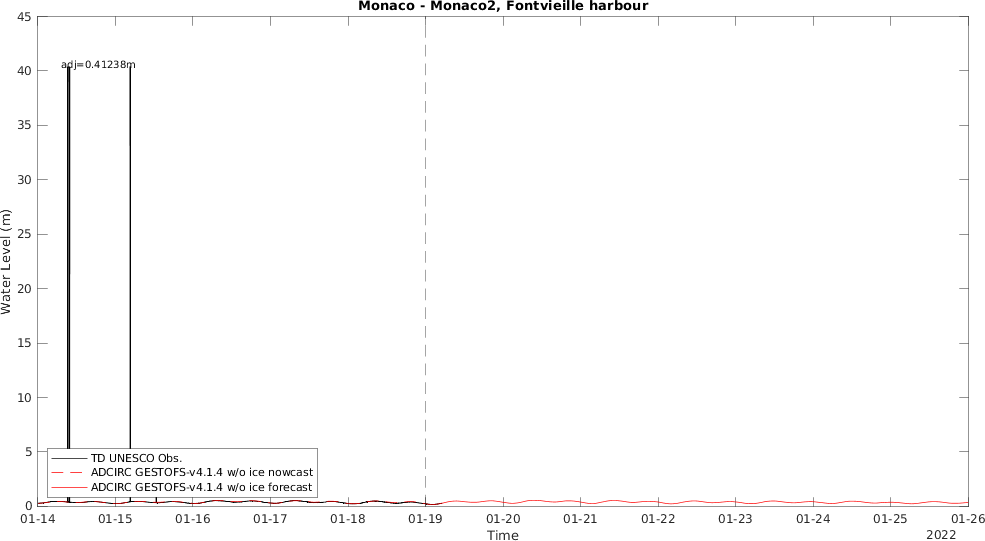 Monaco - Monaco2, Fontvieille harbour
45
40
35
30
25
20
15
10
5
0
Water Level (m)
adj=0.41238m
TD UNESCO Obs.
ADCIRC GESTOFS-v4.1.4 w/o ice nowcast
ADCIRC GESTOFS-v4.1.4 w/o ice forecast
01-14 01-15 01-16 01-17 01-18 01-19 01-20 01-21 01-22 01-23 01-24 01-25 01-26
Time
2022